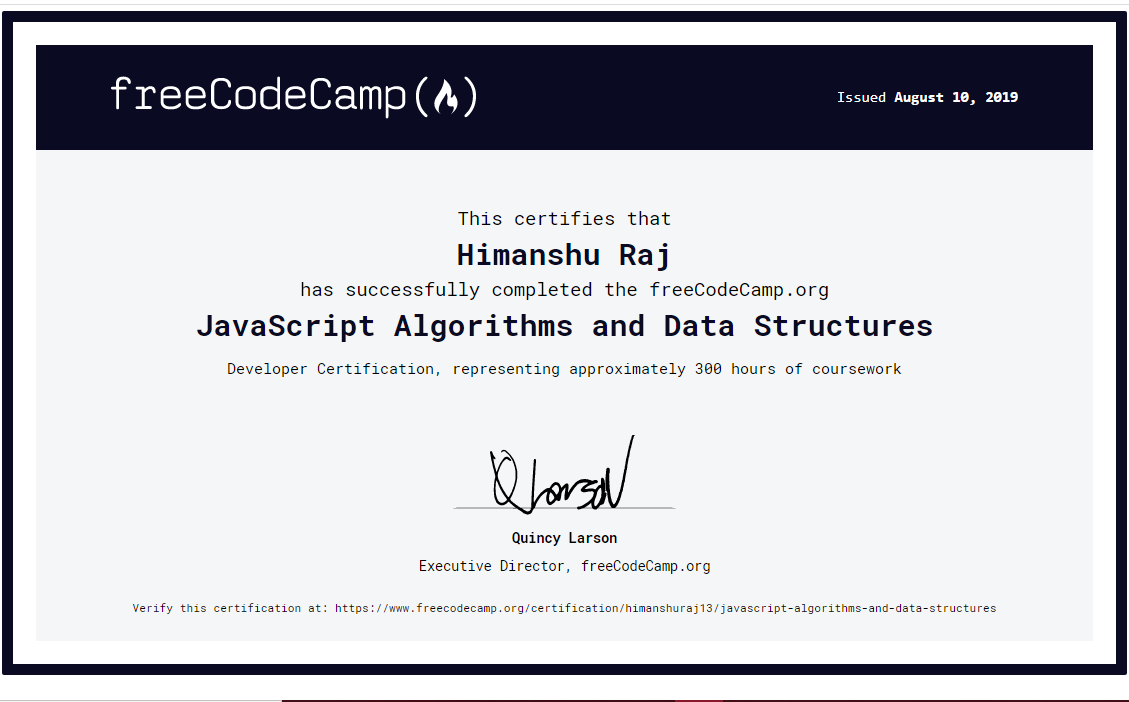 freeCodeCamp(🔥)
Issued August 10, 2019
This certifies that
Himanshu Raj
has successfully completed the freeCodeCamp.org
JavaScript Algorithms and Data Structures
Developer Certification, representing approximately 300 hours of coursework
Q Larson
Quincy Larson
Executive Director, freeCodeCamp.org
Verify this certification at: https://www.freecodecamp.org/certification/himanshuraj13/javascript-algorithms-and-data-structures